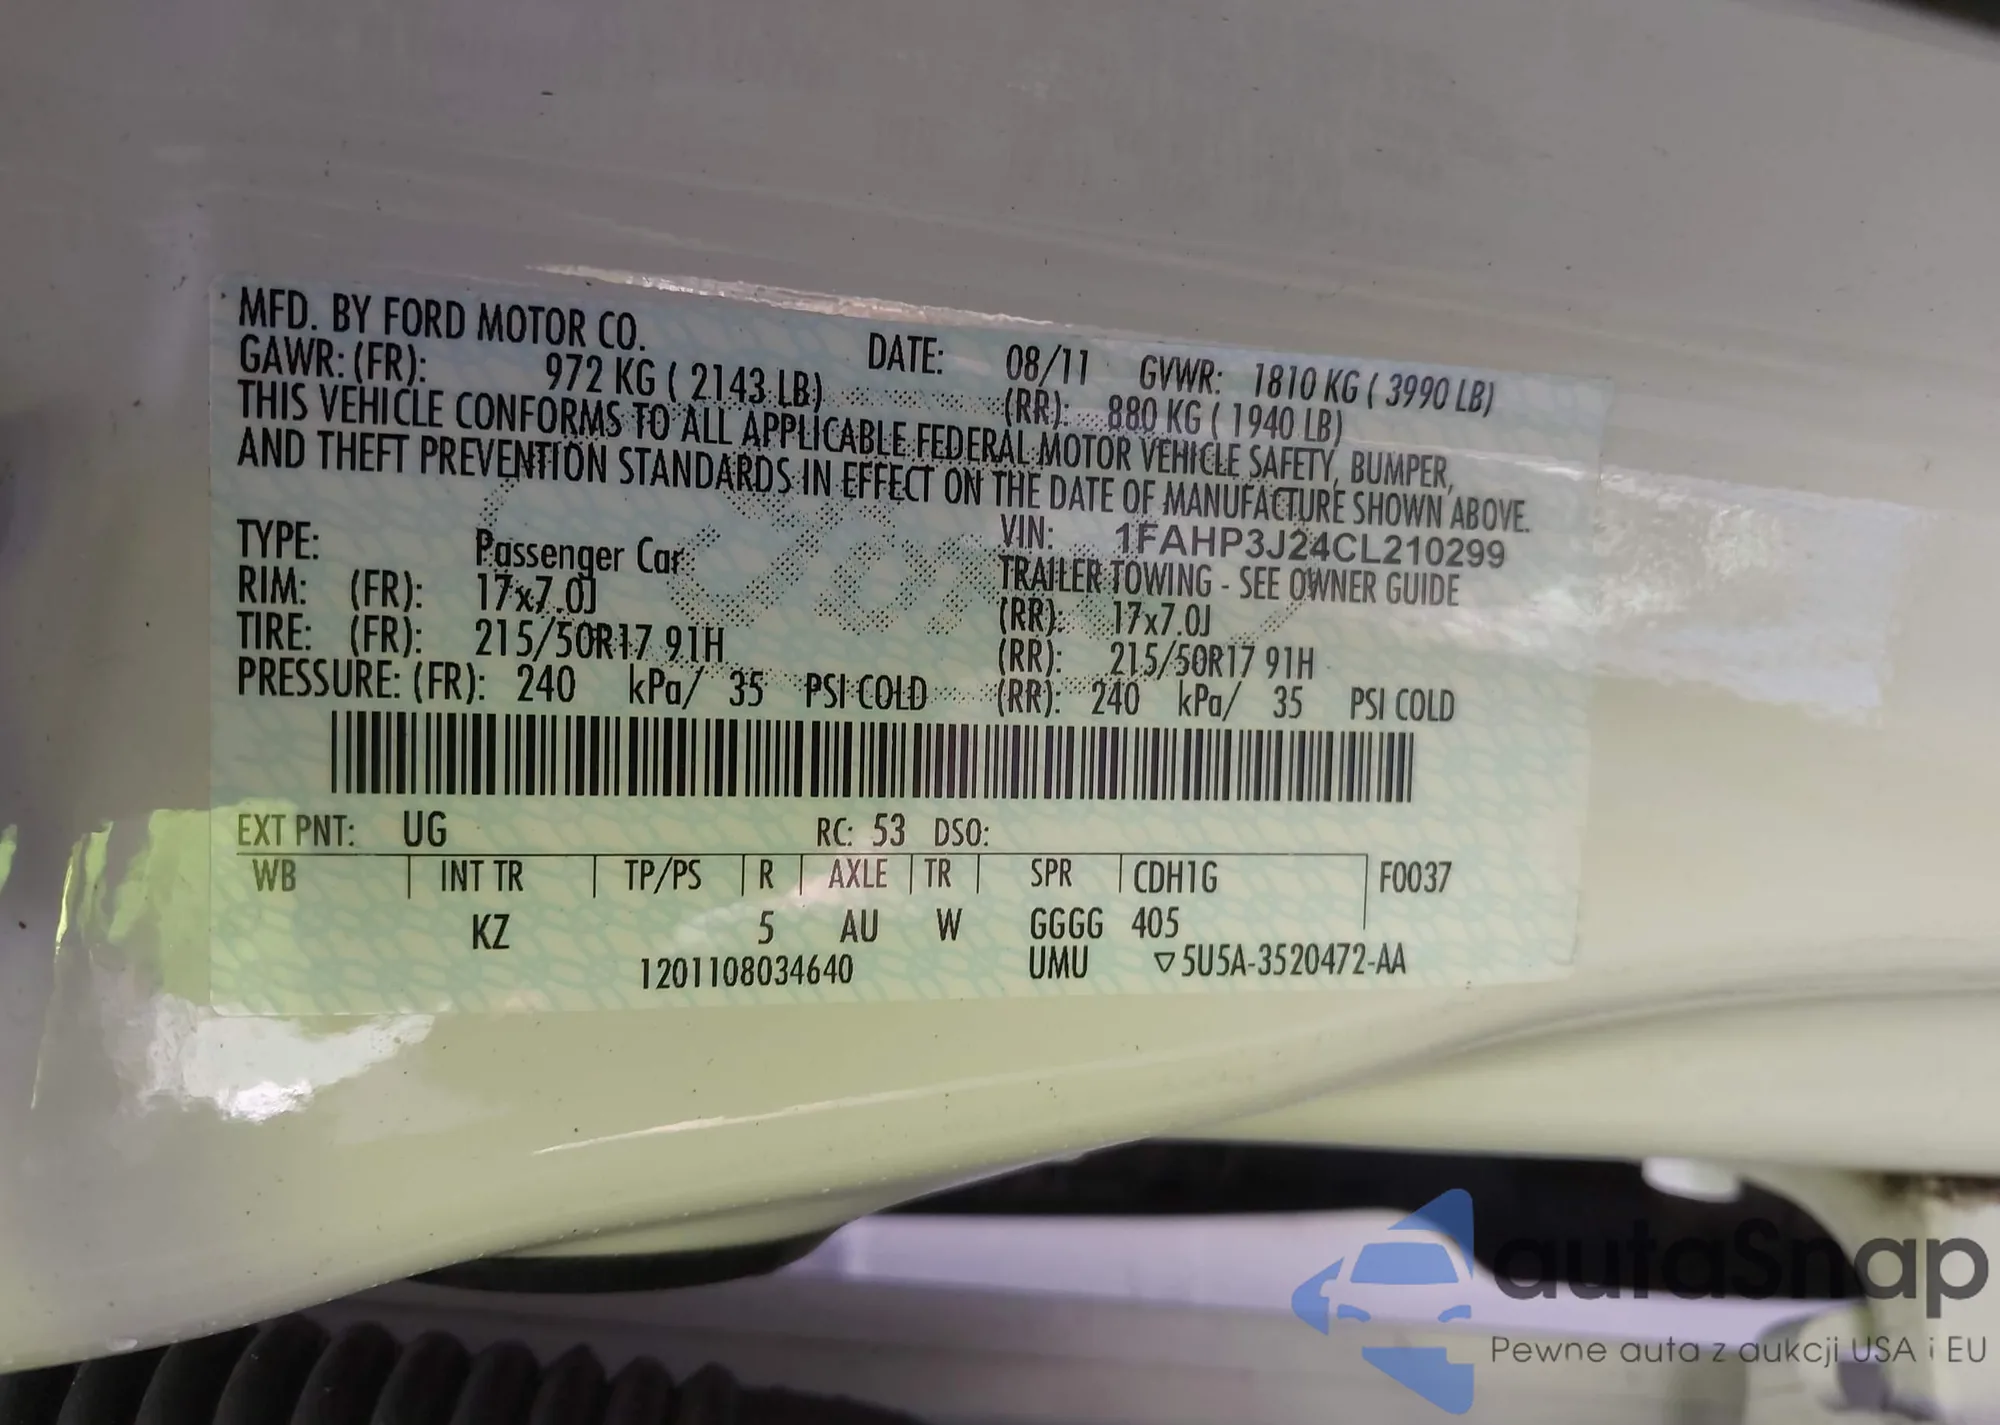 MFD. BY FORD MOTOR CO. DATE: 08/11 GVWR: 1810 KG ( 3990 LB)
GAWR: (FR): 972 KG ( 2143 LB) (RR): 880 KG ( 1940 LB)
THIS VEHICLE CONFORMS TO ALL APPLICABLE FEDERAL MOTOR VEHICLE SAFETY, BUMPER,
AND THEFT PREVENTION STANDARDS IN EFFECT ON THE DATE OF MANUFACTURE SHOWN ABOVE.
VIN: 1FAHP3J24CL210299
TYPE: Passenger Car TRAILER TOWING - SEE OWNER GUIDE
RIM: (FR): 17x7.0J (RR): 17x7.0J
TIRE: (FR): 215/50R17 91H (RR): 215/50R17 91H
PRESSURE: (FR): 240 kPa/ 35 PSI COLD (RR): 240 kPa/ 35 PSI COLD
EXT PNT: UG RC: 53 DSO:
WB INT TR TP/PS R AXLE TR SPR CDH1G F0037
KZ 5 AU W GGGG 405
1201108034640 UMU ▽5U5A-3520472-AA
autaSnap
Pewne auta z aukcji USA i EU